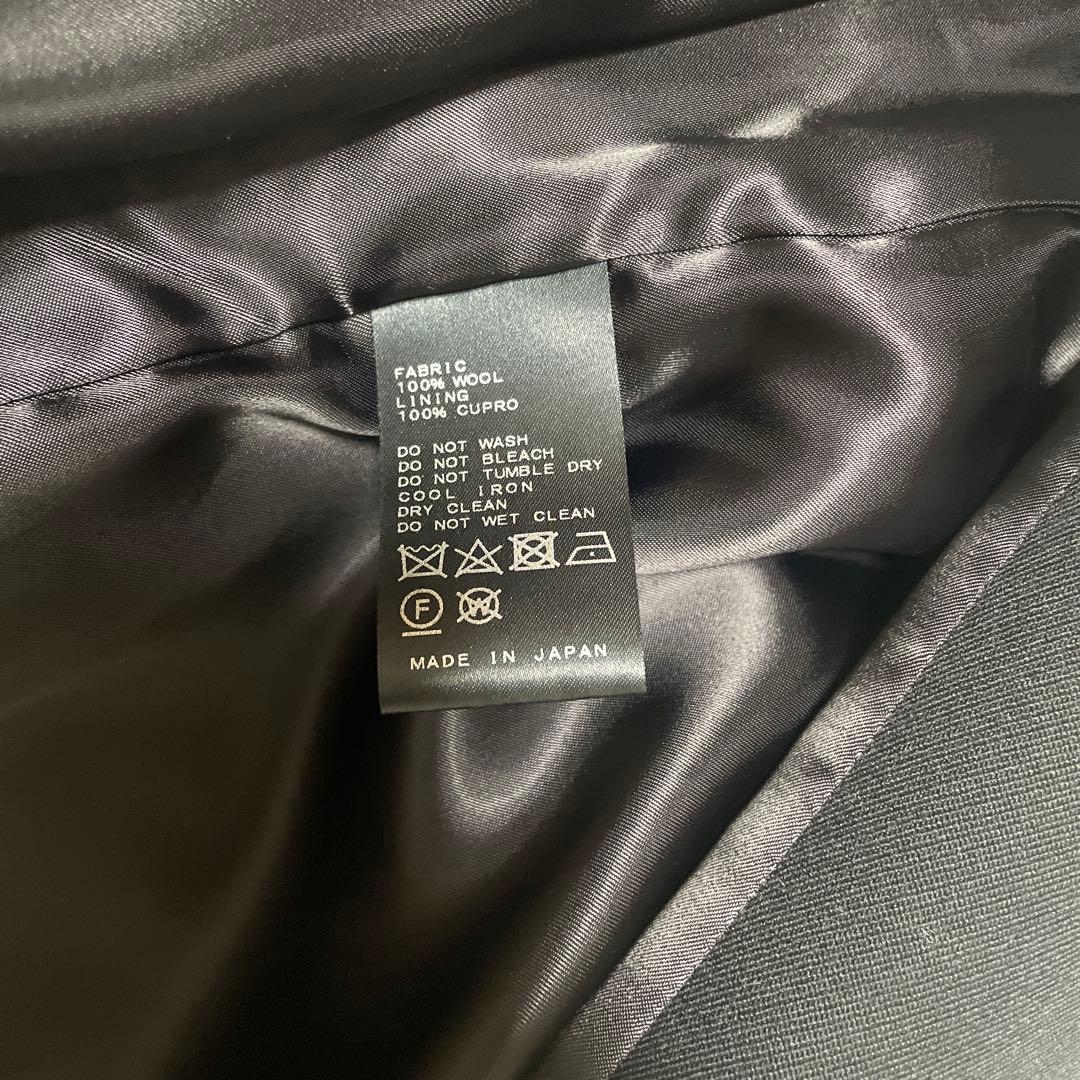 FABRIC
100% WOOL
LINING
100% CUPRO
DO NOT WASH
DO NOT BLEACH
DO NOT TUMBLE DRY
COOL IRON
DRY CLEAN
DO NOT WET CLEAN
F W
MADE IN JAPAN